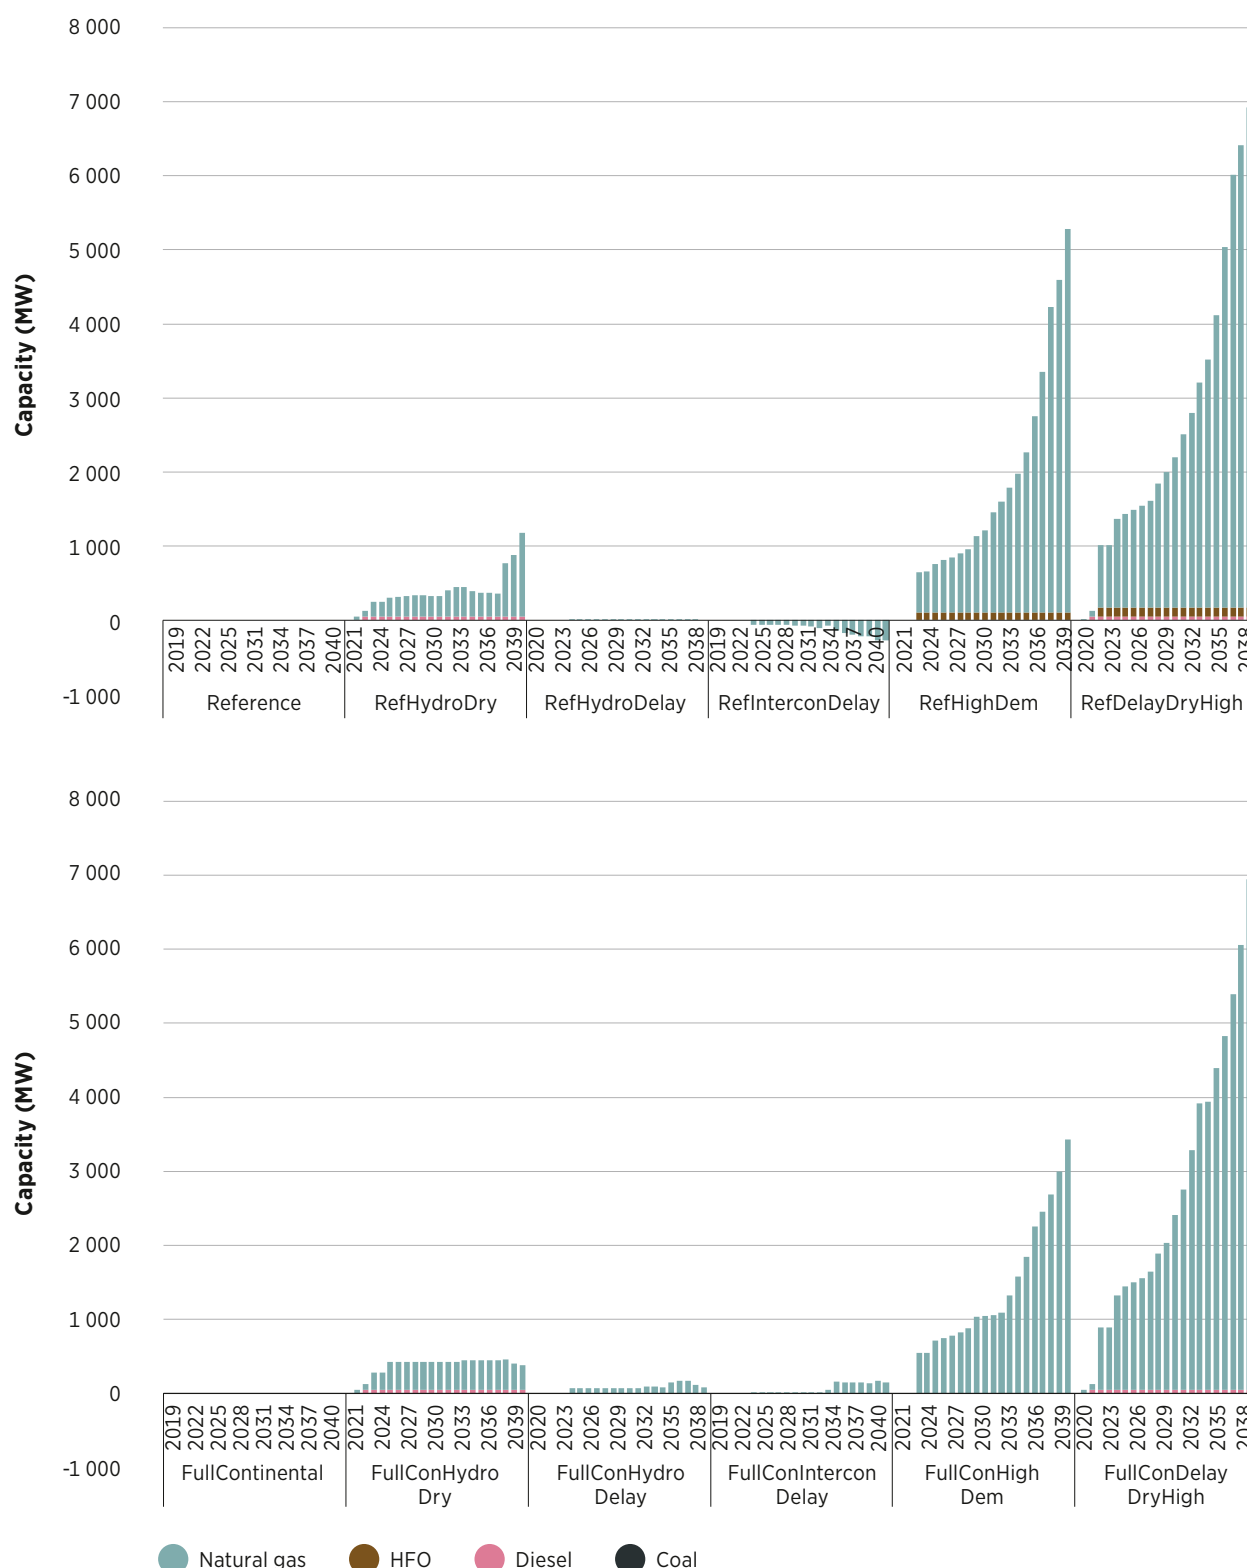 8 000
7 000
6 000
5 000
4 000
3 000
2 000
1 000
0
-1 000
Capacity (MW)
2019 2022 2025 2031 2034 2037 2040 2021 2024 2027 2030 2033 2036 2039 2020 2023 2026 2029 2032 2035 2038 2019 2022 2025 2028 2031 2034 2037 2040 2021 2024 2027 2030 2033 2036 2039 2020 2023 2026 2029 2032 2035 2038
Reference RefHydroDry RefHydroDelay RefInterconDelay RefHighDem RefDelayDryHigh
8 000
7 000
6 000
5 000
4 000
3 000
2 000
1 000
0
-1 000
Capacity (MW)
2019 2022 2025 2028 2031 2034 2037 2040 2021 2024 2027 2030 2033 2036 2039 2020 2023 2026 2029 2032 2035 2038 2019 2022 2025 2028 2031 2034 2037 2040 2021 2024 2027 2030 2033 2036 2039 2020 2023 2026 2029 2032 2035 2038
FullContinental FullConHydro FullConHydro FullConIntercon FullConHigh FullConDelay
Dry Delay Delay Dem DryHigh
Natural gas HFO Diesel Coal